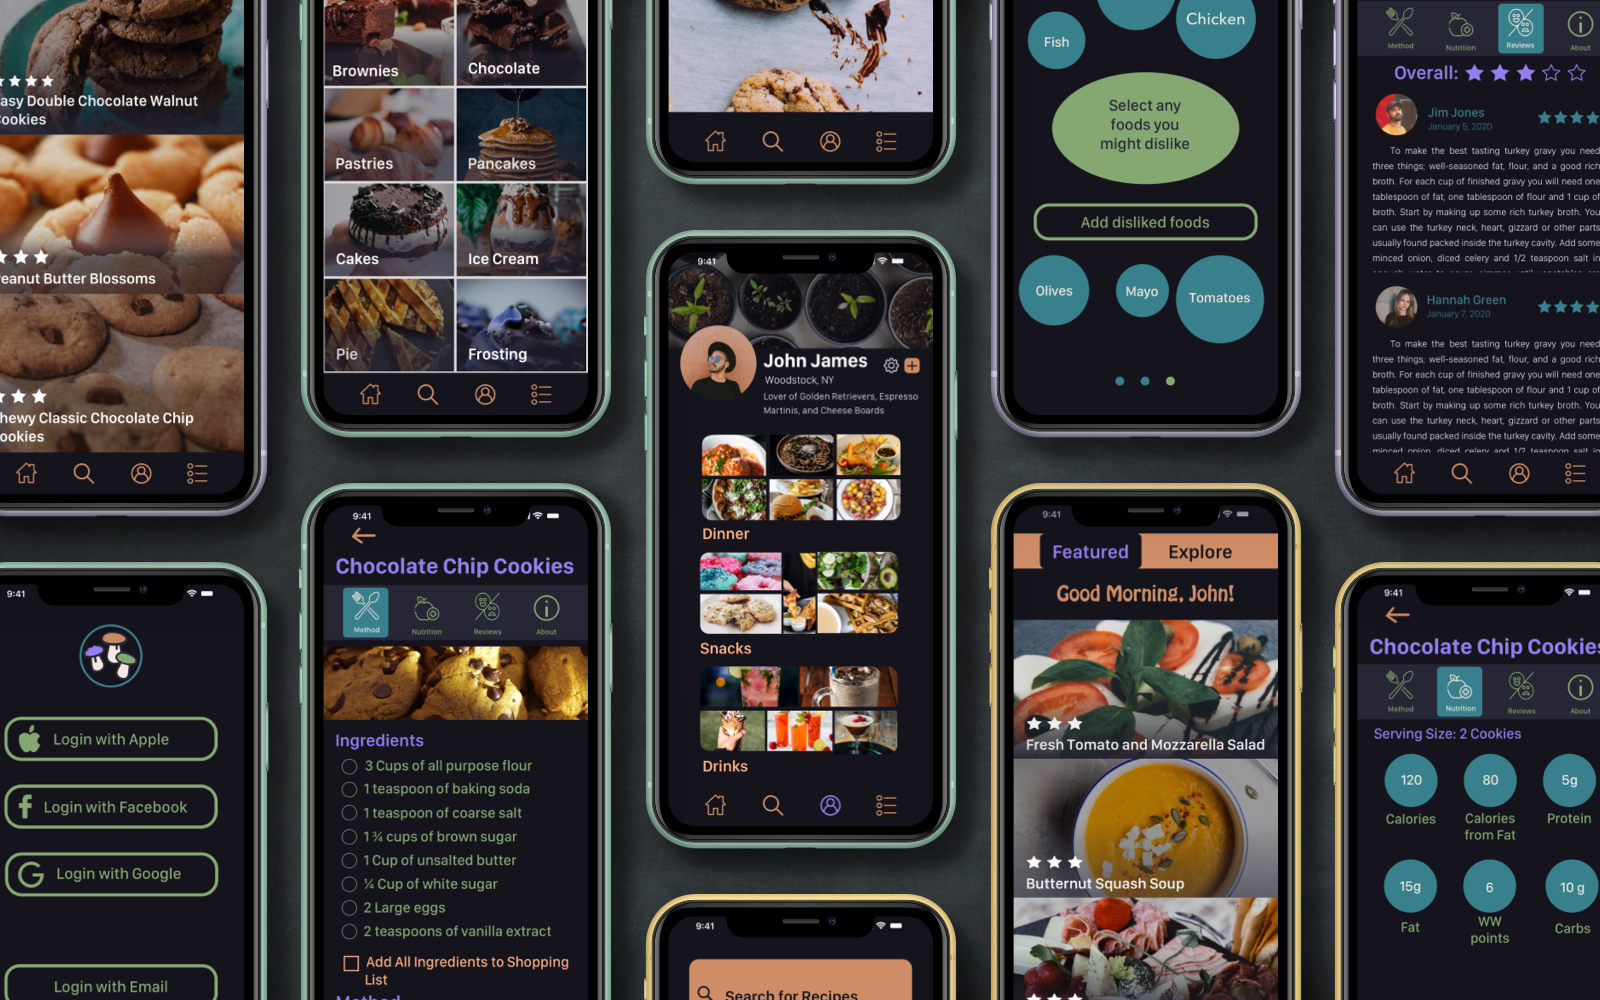 asy Double Chocolate Walnut
ookies
eanut Butter Blossoms
hewy Classic Chocolate Chip
ookies
9:41
Login with Apple
Login with Facebook
Login with Google
Login with Email
Brownies
Chocolate
Pastries
Pancakes
Cakes
Ice Cream
Pie
Frosting
9:41
Chocolate Chip Cookies
Method
Nutrition
Reviews
About
Ingredients
3 Cups of all purpose flour
1 teaspoon of baking soda
1 teaspoon of coarse salt
1 ¾ cups of brown sugar
1 Cup of unsalted butter
¼ Cup of white sugar
2 Large eggs
2 teaspoons of vanilla extract
Add All Ingredients to Shopping
List
Method
9:41
John James
Woodstock, NY
Lover of Golden Retrievers, Espresso
Martinis, and Cheese Boards
Dinner
Snacks
Drinks
9:41
Search for Recipes
Chicken
Fish
Select any
foods you
might dislike
Add disliked foods
Olives
Mayo
Tomatoes
9:41
Featured
Explore
Good Morning, John!
Fresh Tomato and Mozzarella Salad
Butternut Squash Soup
Method
Nutrition
Reviews
About
Overall:
Jim Jones
January 5, 2020
To make the best tasting turkey gravy you need
three things; well-seasoned fat, flour, and a good rich
broth. For each cup of finished gravy you will need one
tablespoon of fat, one tablespoon of flour and 1 cup of
broth. Start by making up some rich turkey broth. You
can use the turkey neck, heart, gizzard or other parts
usually found packed inside the turkey cavity. Add some
minced onion, diced celery and 1/2 teaspoon salt in
Hannah Green
January 7, 2020
To make the best tasting turkey gravy you need
three things; well-seasoned fat, flour, and a good rich
broth. For each cup of finished gravy you will need one
tablespoon of fat, one tablespoon of flour and 1 cup of
broth. Start by making up some rich turkey broth. You
can use the turkey neck, heart, gizzard or other parts
usually found packed inside the turkey cavity. Add some
minced onion, diced celery and 1/2 teaspoon salt in
9:41
Chocolate Chip Cookies
Method
Nutrition
Reviews
About
Serving Size: 2 Cookies
120
80
5g
Calories
Calories
from Fat
Protein
15g
6
10 g
Fat
WW
points
Carbs